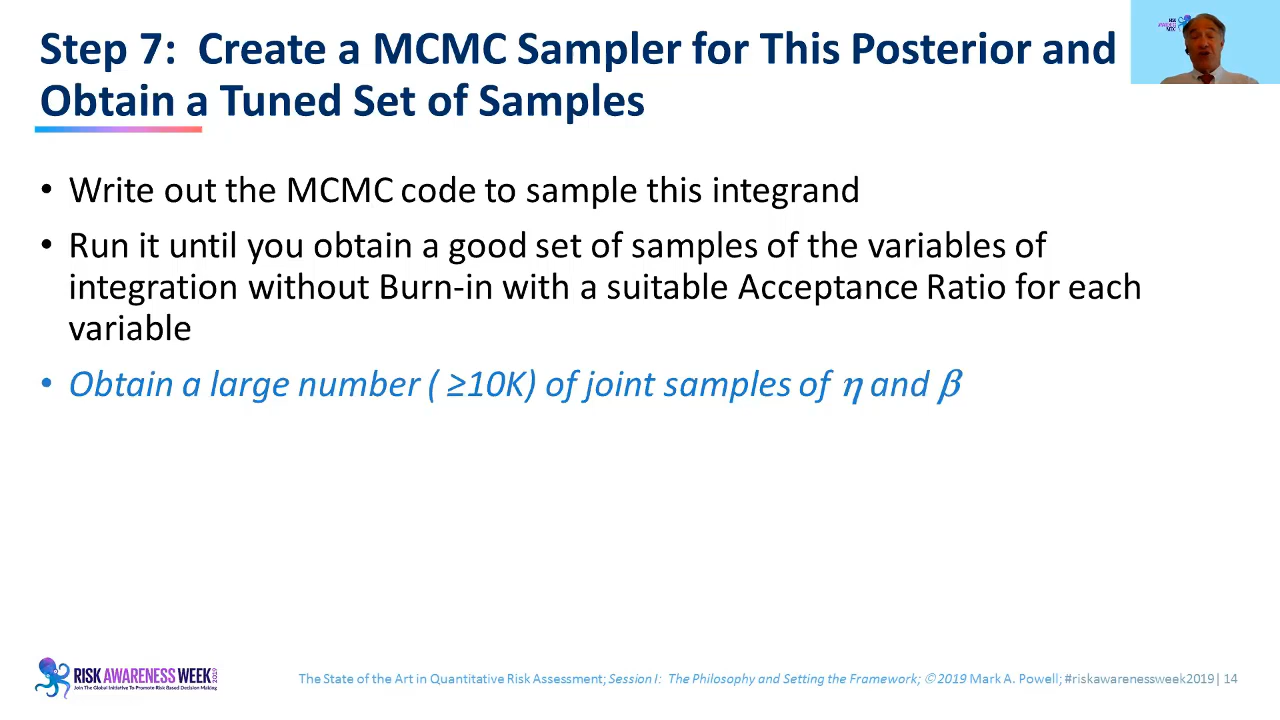 Step 7:  Create a MCMC Sampler for This Posterior and
Obtain a Tuned Set of Samples
• Write out the MCMC code to sample this integrand
• Run it until you obtain a good set of samples of the variables of
integration without Burn-in with a suitable Acceptance Ratio for each
variable
• Obtain a large number ( ≥10K) of joint samples of η and β
RISK AWARENESS WEEK 2019
Join The Global Initiative To Promote Risk Based Decision Making
The State of the Art in Quantitative Risk Assessment; Session I:  The Philosophy and Setting the Framework; ©2019 Mark A. Powell; #riskawarenessweek2019| 14